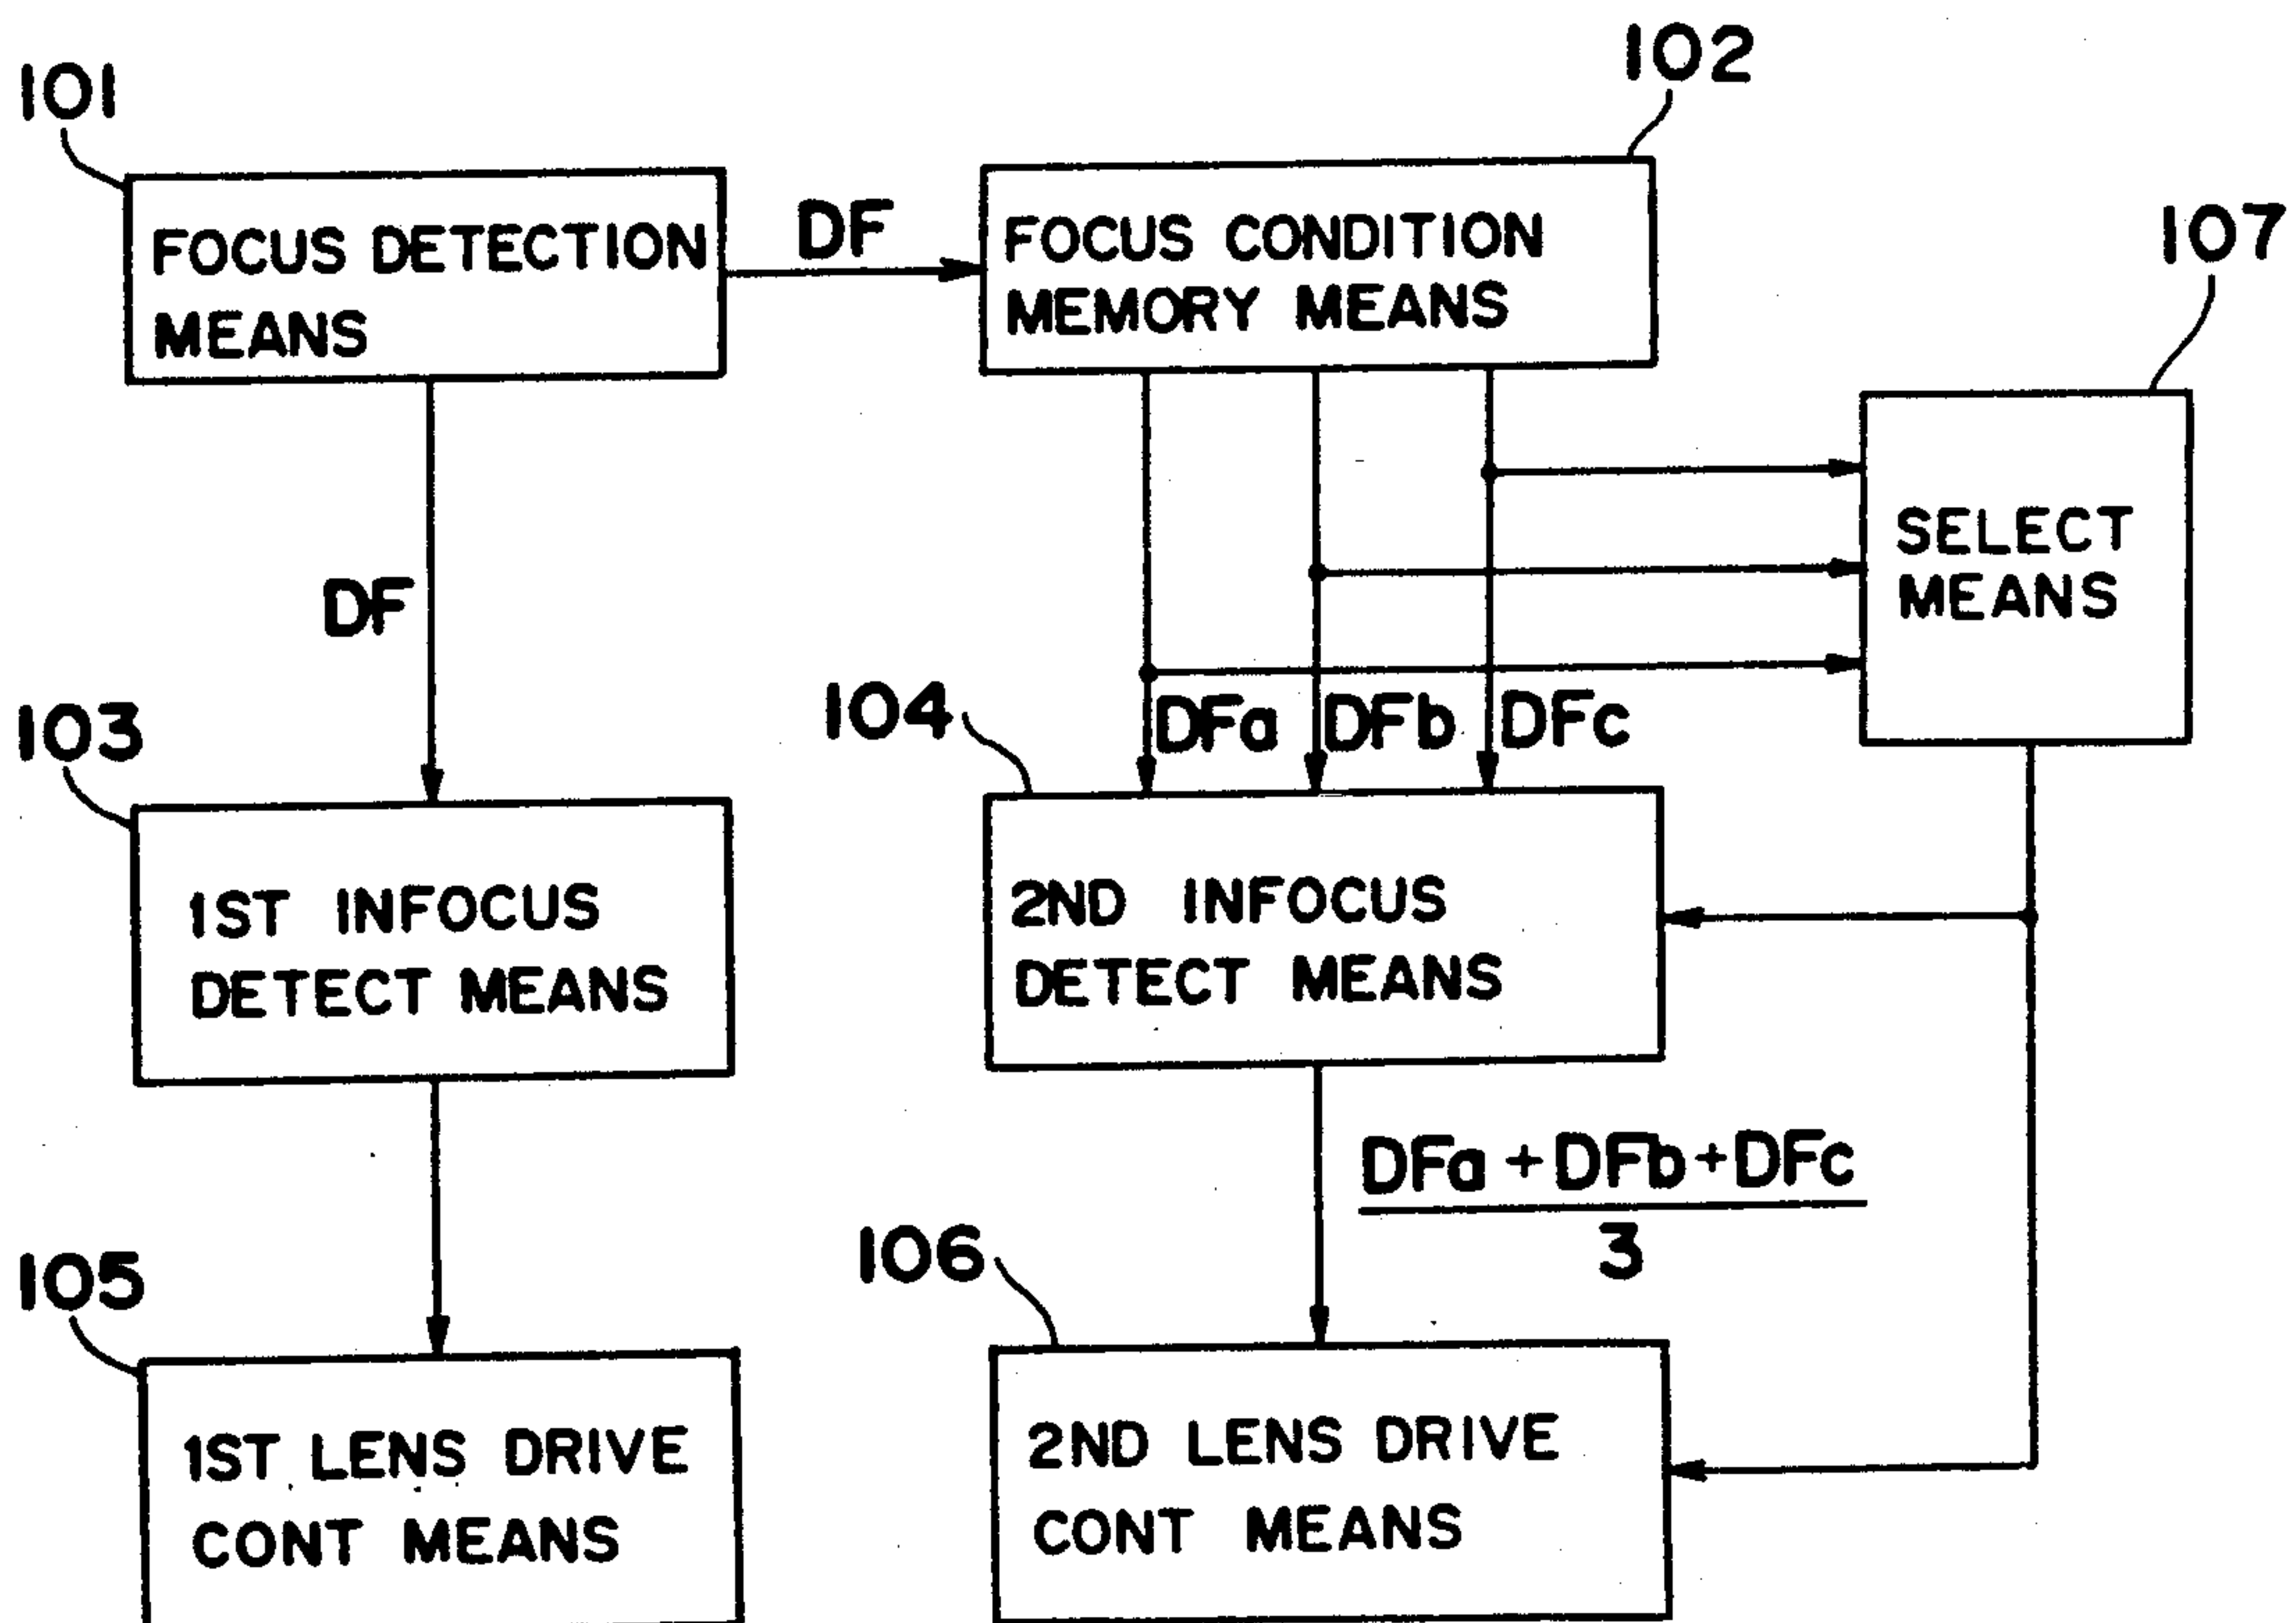 101
102
107
FOCUS DETECTION
MEANS
DF
FOCUS CONDITION
MEMORY MEANS
SELECT
MEANS
DF
103
104
DFa
DFb
DFc
1ST INFOCUS
DETECT MEANS
2ND INFOCUS
DETECT MEANS
DFa + DFb + DFc
3
105
106
1ST LENS DRIVE
CONT MEANS
2ND LENS DRIVE
CONT MEANS